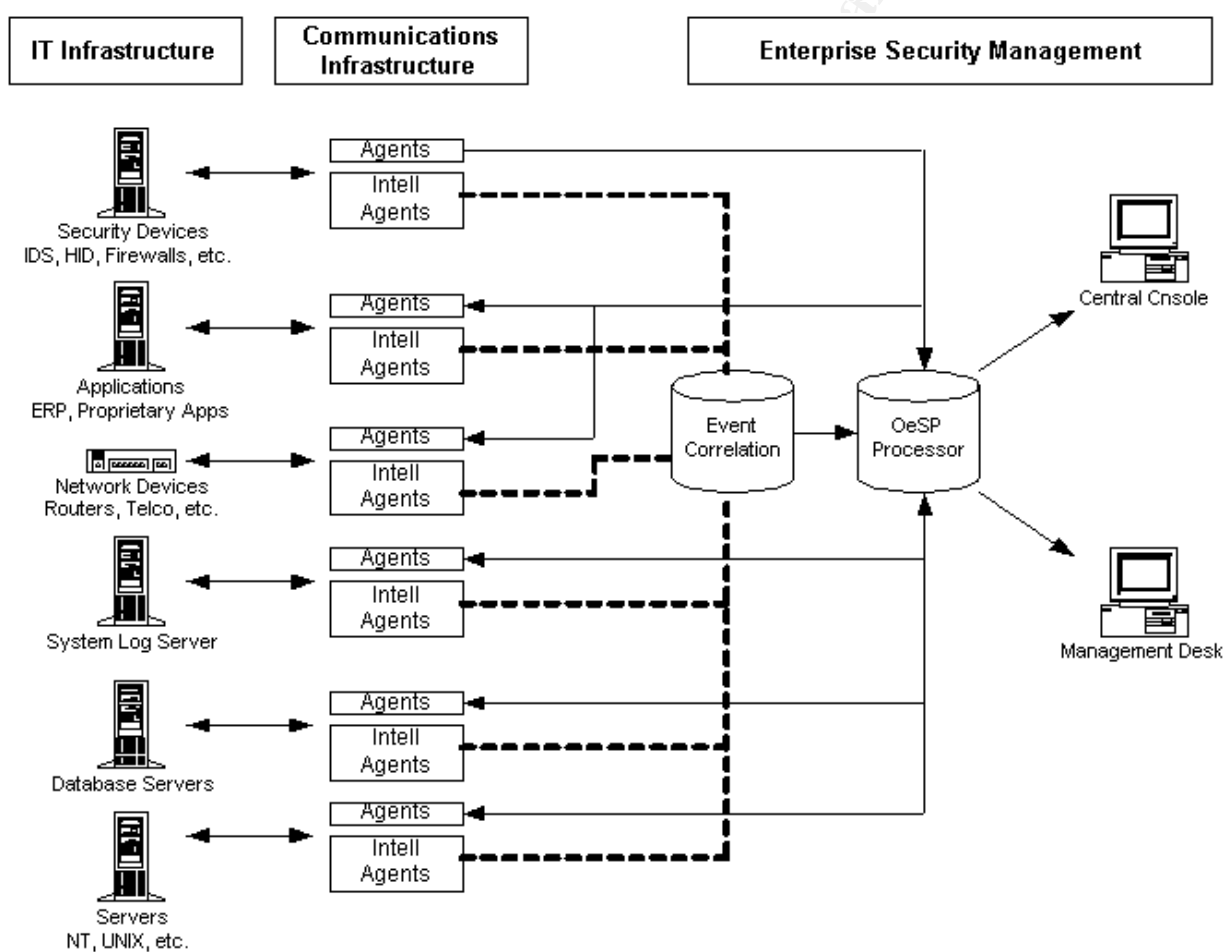 IT Infrastructure
Communications
Infrastructure
Enterprise Security Management
Agents
Intell
Agents
Security Devices
IDS, HID, Firewalls, etc.
Central Cnsole
Agents
Intell
Agents
Applications
ERP, Proprietary Apps
Event
Correlation
OeSP
Processor
Agents
Intell
Agents
Network Devices
Routers, Telco, etc.
Agents
Intell
Agents
System Log Server
Management Desk
Agents
Intell
Agents
Database Servers
Agents
Intell
Agents
Servers
NT, UNIX, etc.